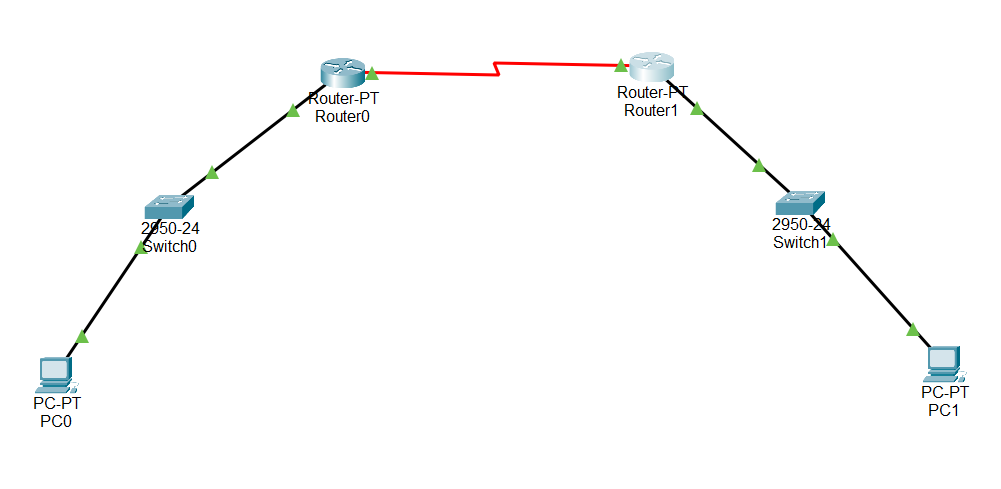 Router-PT
Router0
Router-PT
Router1
2950-24
Switch0
2950-24
Switch1
PC-PT
PC0
PC-PT
PC1